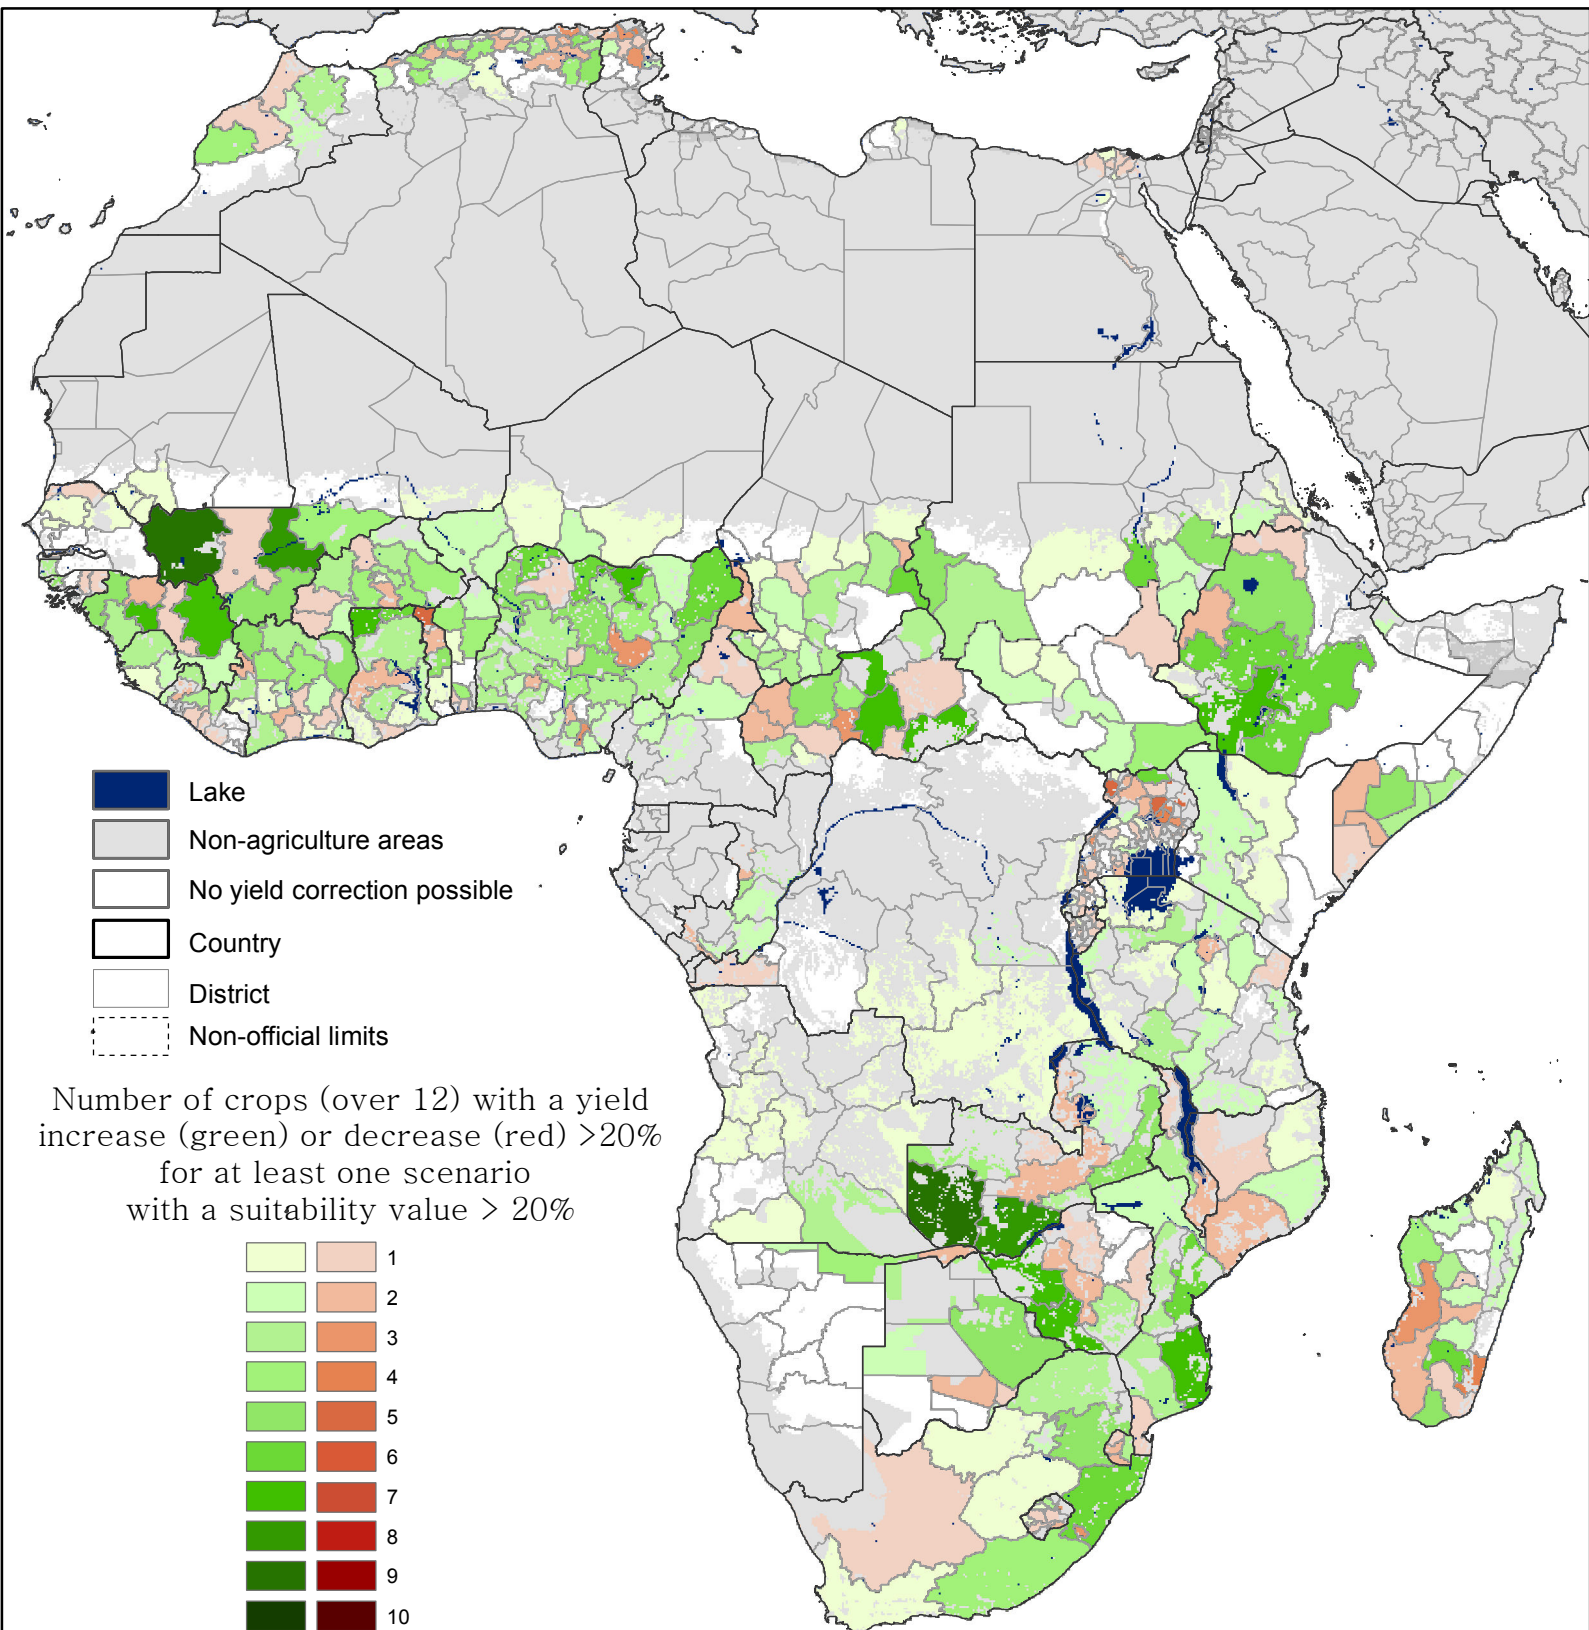 Lake
Non-agriculture areas
No yield correction possible
Country
District
Non-official limits
Number of crops (over 12) with a yield
increase (green) or decrease (red) >20%
for at least one scenario
with a suitability value > 20%
1
2
3
4
5
6
7
8
9
10